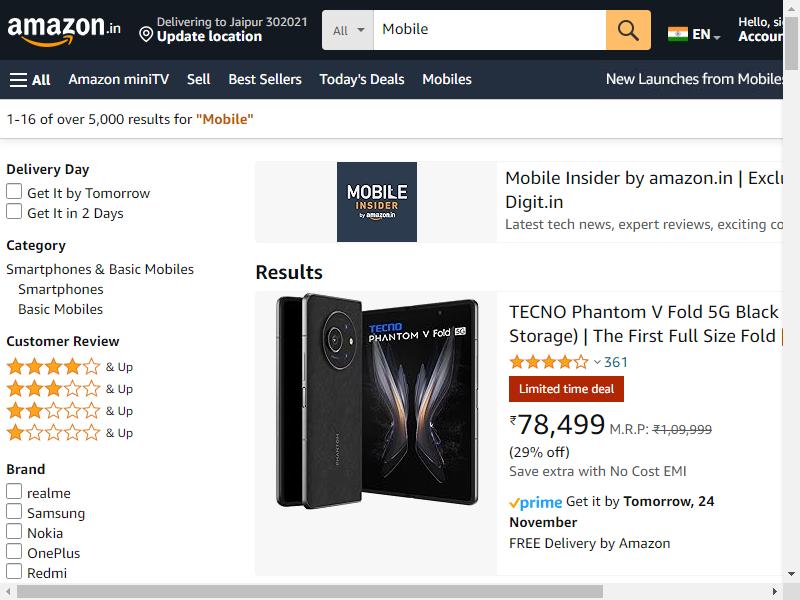 amazon.in
Delivering to Jaipur 302021
Update location
All
Mobile
EN
Hello, si
Accoun
All
Amazon miniTV
Sell
Best Sellers
Today's Deals
Mobiles
New Launches from Mobile
1-16 of over 5,000 results for "Mobile"
Delivery Day
Get It by Tomorrow
Get It in 2 Days
Category
Smartphones & Basic Mobiles
Smartphones
Basic Mobiles
Customer Review
& Up
& Up
& Up
& Up
Brand
realme
Samsung
Nokia
OnePlus
Redmi
MOBILE
INSIDER
by amazon.in
Mobile Insider by amazon.in | Exclu
Digit.in
Latest tech news, expert reviews, exciting co
Results
TECNO
PHANTOM V Fold 5G
PHANTOM
TECNO Phantom V Fold 5G Black
Storage) | The First Full Size Fold |
361
Limited time deal
₹78,499 M.R.P: ₹1,09,999
(29% off)
Save extra with No Cost EMI
prime Get it by Tomorrow, 24
November
FREE Delivery by Amazon